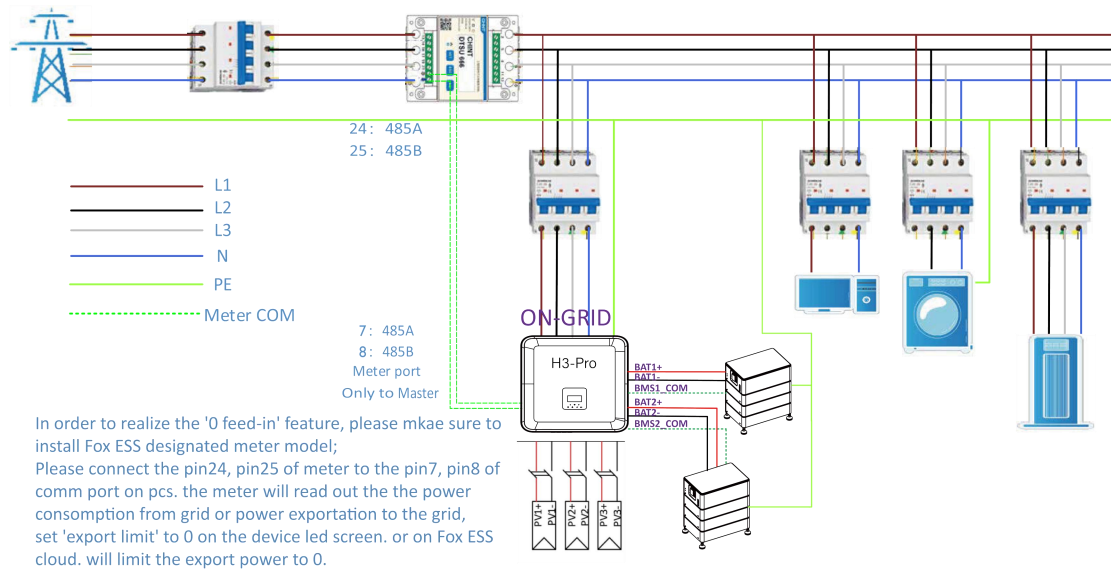 CHINT
DTSU 666
24: 485A
25: 485B
L1
L2
L3
N
PE
Meter COM
7: 485A
8: 485B
Meter port
Only to Master
ON-GRID
H3-Pro
BAT1+
BAT1-
BMS1_COM
BAT2+
BAT2-
BMS2_COM
PV1+
PV1-
PV2+
PV2-
PV3+
PV3-
In order to realize the '0 feed-in' feature, please mkae sure to
install Fox ESS designated meter model;
Please connect the pin24, pin25 of meter to the pin7, pin8 of
comm port on pcs. the meter will read out the the power
consomption from grid or power exportation to the grid,
set 'export limit' to 0 on the device led screen. or on Fox ESS
cloud. will limit the export power to 0.